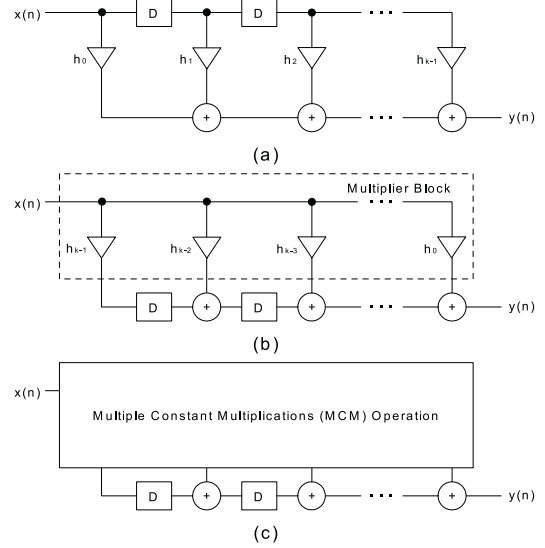 x(n) D D . . .
h0 h1 h2 hk-1
+ + . . . + y(n)
(a)
Multiplier Block
x(n) . . .
hk-1 hk-2 hk-3 h0
D + D + . . . + y(n)
(b)
x(n)
Multiple Constant Multiplications (MCM) Operation
D + D + . . . + y(n)
(c)